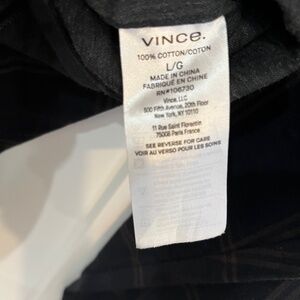 VINCE.
100% COTTON/COTON
L/G
MADE IN CHINA
FABRIQUÉ EN CHINE
RN#106730
Vince, LLC
500 Fifth Avenue, 20th Floor
New York, NY 10110
11 Rue Saint Florentin
75008 Paris France
SEE REVERSE FOR CARE
VOIR AU VERSO POUR LES SOINS